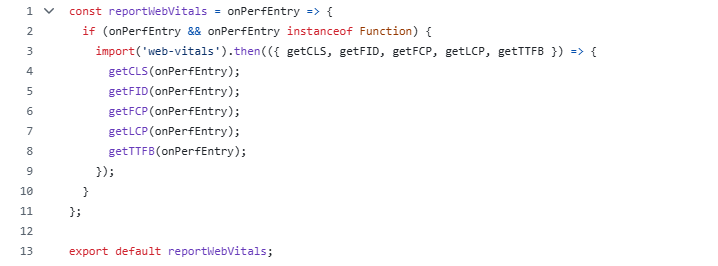 1 const reportWebVitals = onPerfEntry => {
2   if (onPerfEntry && onPerfEntry instanceof Function) {
3     import('web-vitals').then(({ getCLS, getFID, getFCP, getLCP, getTTFB }) => {
4       getCLS(onPerfEntry);
5       getFID(onPerfEntry);
6       getFCP(onPerfEntry);
7       getLCP(onPerfEntry);
8       getTTFB(onPerfEntry);
9     });
10   }
11 };
12
13 export default reportWebVitals;